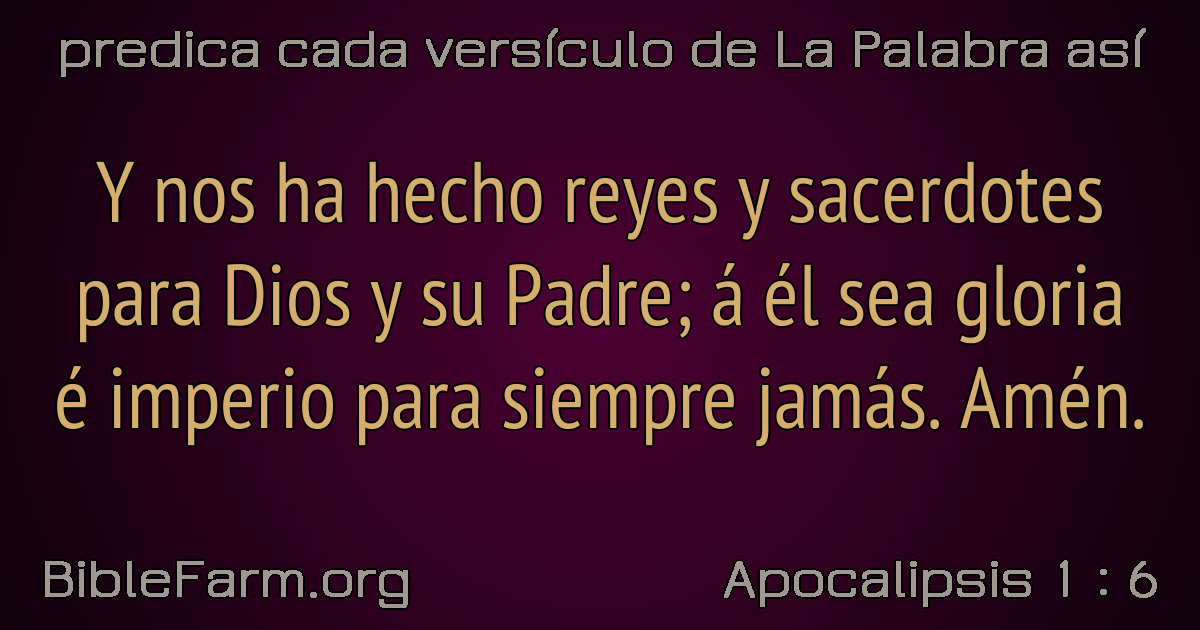 predica cada versículo de La Palabra así
Y nos ha hecho reyes y sacerdotes
para Dios y su Padre; á él sea gloria
é imperio para siempre jamás. Amén.
BibleFarm.org
Apocalipsis 1 : 6